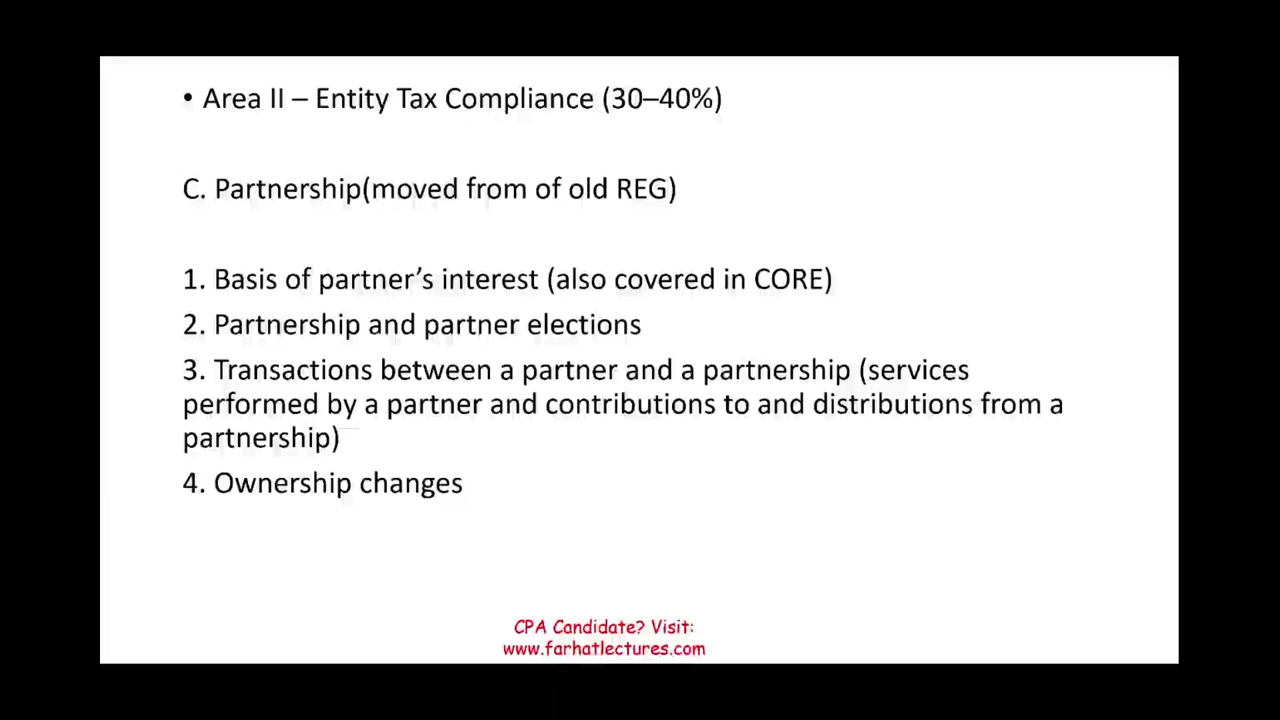 • Area II – Entity Tax Compliance (30–40%)
C. Partnership(moved from of old REG)
1. Basis of partner’s interest (also covered in CORE)
2. Partnership and partner elections
3. Transactions between a partner and a partnership (services
performed by a partner and contributions to and distributions from a
partnership)
4. Ownership changes
CPA Candidate? Visit:
www.farhatlectures.com